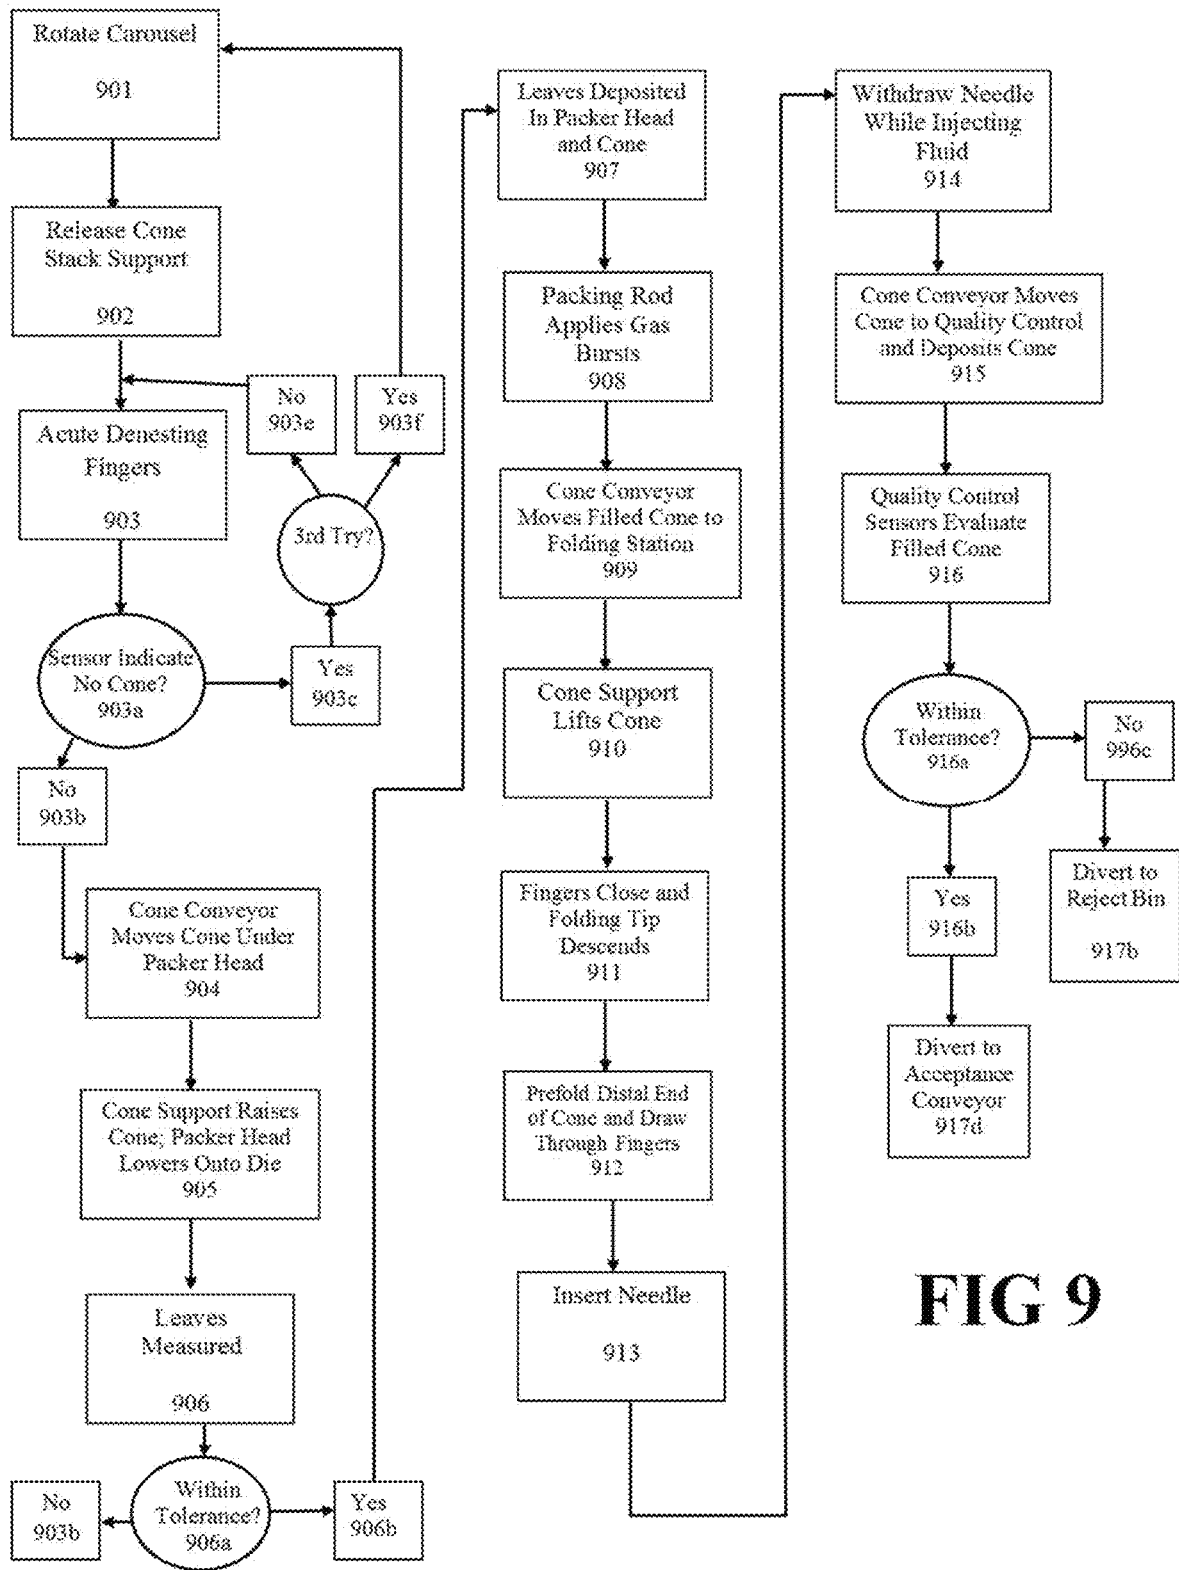 Rotate Carousel
901
Release Cone
Stack Support
902
Acute Denesting
Fingers
903
No
903e
Yes
903f
3rd Try?
Sensor indicate
No Cone?
903a
Yes
903c
No
903b
Cone Conveyor
Moves Cone Under
Packer Head
904
Cone Support Raises
Cone; Packer Head
Lowers Onto Die
905
Leaves
Measured
906
Within
Tolerance?
906a
No
903b
Yes
906b
Leaves Deposited
In Packer Head
and Cone
907
Packing Rod
Applies Gas
Bursts
908
Cone Conveyor
Moves Filled Cone to
Folding Station
909
Cone Support
Lifts Cone
910
Fingers Close and
Folding Tip
Descends
911
Prefold Distal End
of Cone and Draw
Through Fingers
912
Insert Needle
913
Withdraw Needle
While Injecting
Fluid
914
Cone Conveyor Moves
Cone to Quality Control
and Deposits Cone
915
Quality Control
Sensors Evaluate
Filled Cone
916
Within
Tolerance?
916a
No
996c
Yes
916b
Divert to
Reject Bin
917b
Divert to
Acceptance
Conveyor
917d
FIG 9